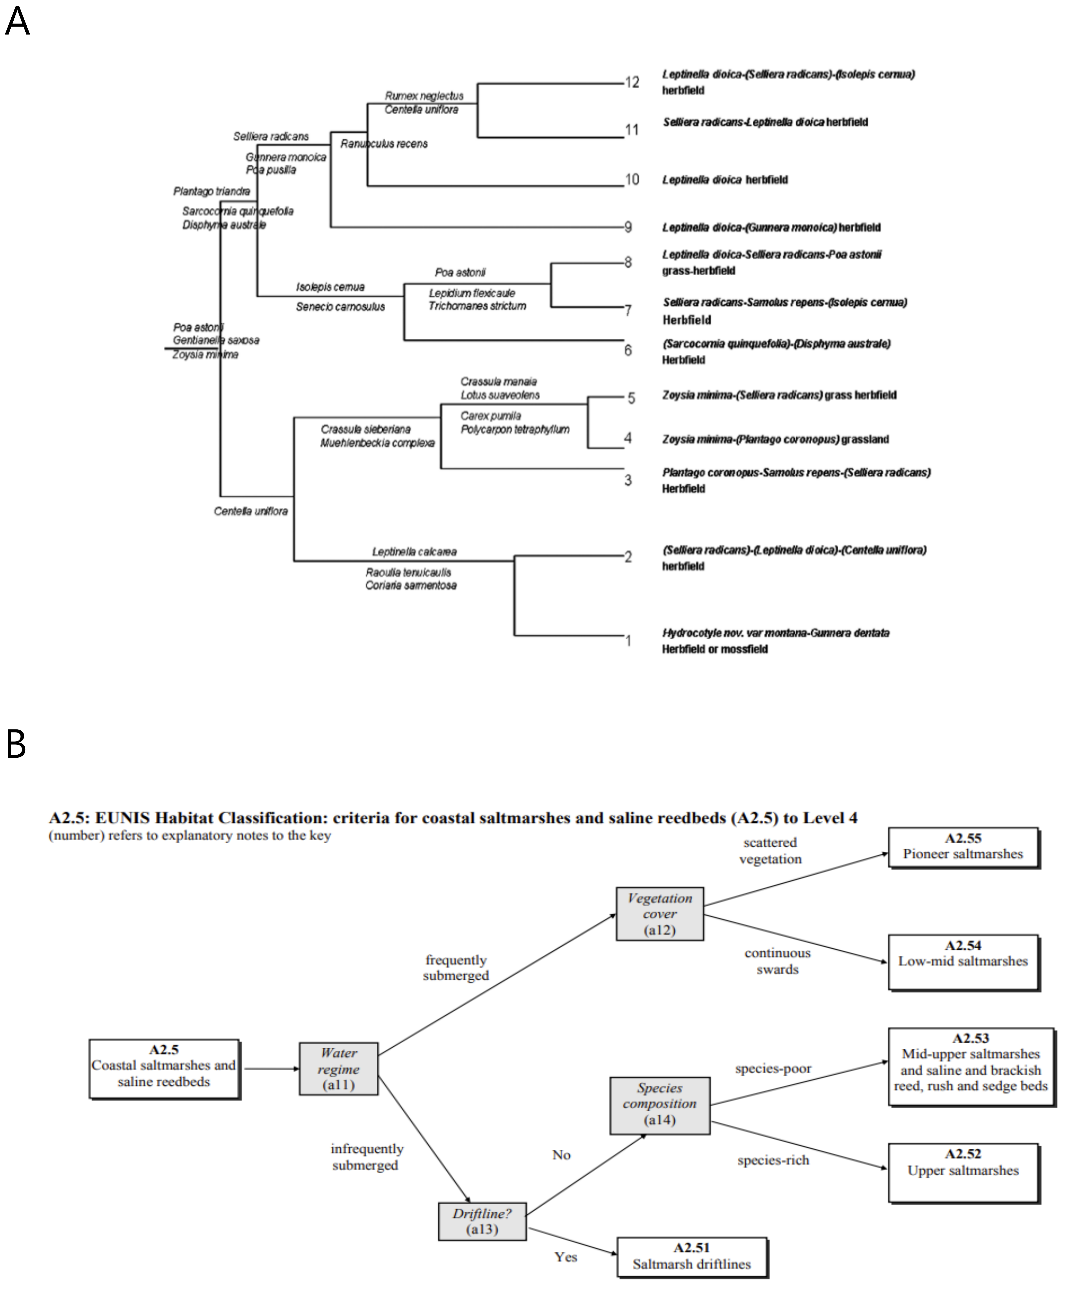 A
Rumex neglectus
Centella uniflora
Selliera radicans
Ranunculus recens
Gunnera monoica
Poa pusilla
Plantago triandra
Sarcocornia quinquefolia
Disphyma australe
Isolepis cernua
Senecio carnosulus
Poa astonii
Lepidium flexicaule
Trichomanes strictum
Poa astonii
Gentianella saxosa
Zoysia minima
Crassula manaia
Lotus suaveolens
Carex pumila
Polycarpon tetraphyllum
Crassula sieberiana
Muehlenbeckia complexa
Centella uniflora
Leptinella calcarea
Raoulia tenuicaulis
Coriaria sarmentosa
12 Leptinella dioica-(Selliera radicans)-(Isolepis cernua)
herbfield
11 Selliera radicans-Leptinella dioica herbfield
10 Leptinella dioica herbfield
9 Leptinella dioica-(Gunnera monoica) herbfield
8 Leptinella dioica-Selliera radicans-Poa astonii
grass-herbfield
7 Selliera radicans-Samolus repens-(Isolepis cernua)
Herbfield
6 (Sarcocornia quinquefolia)-(Disphyma australe)
Herbfield
5 Zoysia minima-(Selliera radicans) grass herbfield
4 Zoysia minima-(Plantago coronopus) grassland
3 Plantago coronopus-Samolus repens-(Selliera radicans)
Herbfield
2 (Selliera radicans)-(Leptinella dioica)-(Centella uniflora)
herbfield
1 Hydrocotyle nov. var montana-Gunnera dentata
Herbfield or mossfield
B
A2.5: EUNIS Habitat Classification: criteria for coastal saltmarshes and saline reedbeds (A2.5) to Level 4
(number) refers to explanatory notes to the key
A2.5
Coastal saltmarshes and
saline reedbeds
Water
regime
(a11)
frequently
submerged
infrequently
submerged
Vegetation
cover
(a12)
scattered
vegetation
continuous
swards
A2.55
Pioneer saltmarshes
A2.54
Low-mid saltmarshes
Driftline?
(a13)
No
Yes
Species
composition
(a14)
species-poor
species-rich
A2.53
Mid-upper saltmarshes
and saline and brackish
reed, rush and sedge beds
A2.52
Upper saltmarshes
A2.51
Saltmarsh driftlines